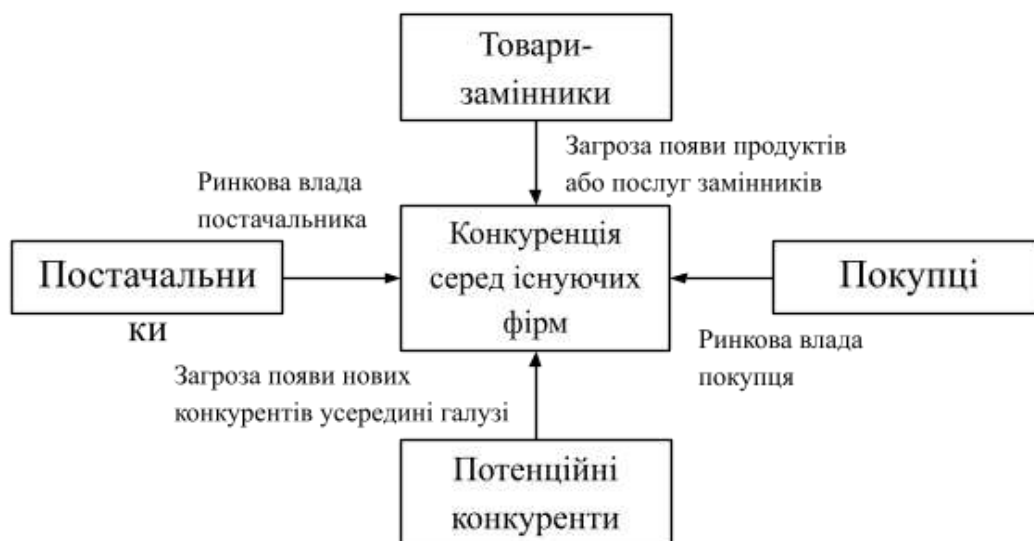 Товари-
замінники
Загроза появи продуктів
або послуг замінників
Ринкова влада
постачальника
Конкуренція
серед існуючих
фірм
Постачальни
ки
Покупці
Ринкова влада
покупця
Загроза появи нових
конкурентів усередині галузі
Потенційні
конкуренти